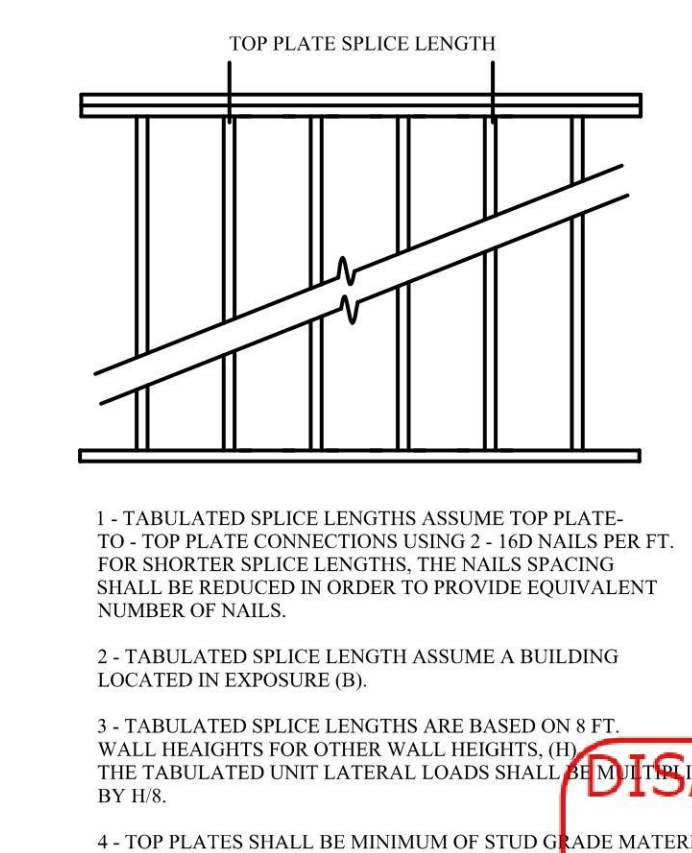 TOP PLATE SPLICE LENGTH
1 - TABULATED SPLICE LENGTHS ASSUME TOP PLATE-
TO - TOP PLATE CONNECTIONS USING 2 - 16D NAILS PER FT.
FOR SHORTER SPLICE LENGTHS, THE NAILS SPACING
SHALL BE REDUCED IN ORDER TO PROVIDE EQUIVALENT
NUMBER OF NAILS.
2 - TABULATED SPLICE LENGTH ASSUME A BUILDING
LOCATED IN EXPOSURE (B).
3 - TABULATED SPLICE LENGTHS ARE BASED ON 8 FT.
WALL HEAIGHTS FOR OTHER WALL HEIGHTS, (H)
THE TABULATED UNIT LATERAL LOADS SHALL BE MULTIPLI
BY H/8.
4 - TOP PLATES SHALL BE MINIMUM OF STUD GRADE MATERI